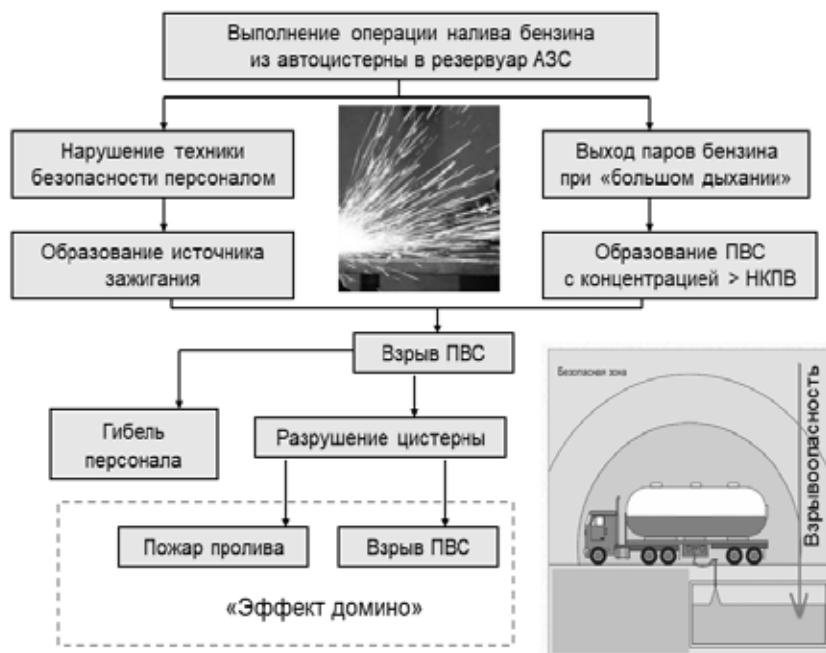 Выполнение операции налива бензина
из автоцистерны в резервуар АЗС
Нарушение техники
безопасности персоналом
Выход паров бензина
при «большом дыхании»
Образование источника
зажигания
Образование ПВС
с концентрацией > НКПВ
Взрыв ПВС
Гибель
персонала
Разрушение цистерны
Пожар пролива
Взрыв ПВС
«Эффект домино»
Безопасная зона
Взрывоопасность